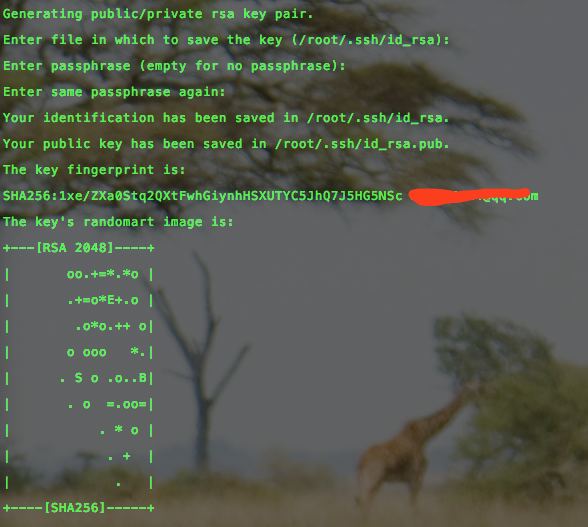 Generating public/private rsa key pair.
Enter file in which to save the key (/root/.ssh/id_rsa):
Enter passphrase (empty for no passphrase):
Enter same passphrase again:
Your identification has been saved in /root/.ssh/id_rsa.
Your public key has been saved in /root/.ssh/id_rsa.pub.
The key fingerprint is:
SHA256:1xe/ZXa0Stq2QXtFwhGiynhHSXUTYC5JhQ7J5HG5NSc
The key's randomart image is:
+---[RSA 2048]----+
|       oo.+=*.*o |
|       .+=o*E+.o |
|        .o*o.++ o|
|       o ooo   *.|
|      . S o .o..B|
|       . o  =.oo=|
|           . * o |
|            . +  |
|             .   |
+----[SHA256]-----+